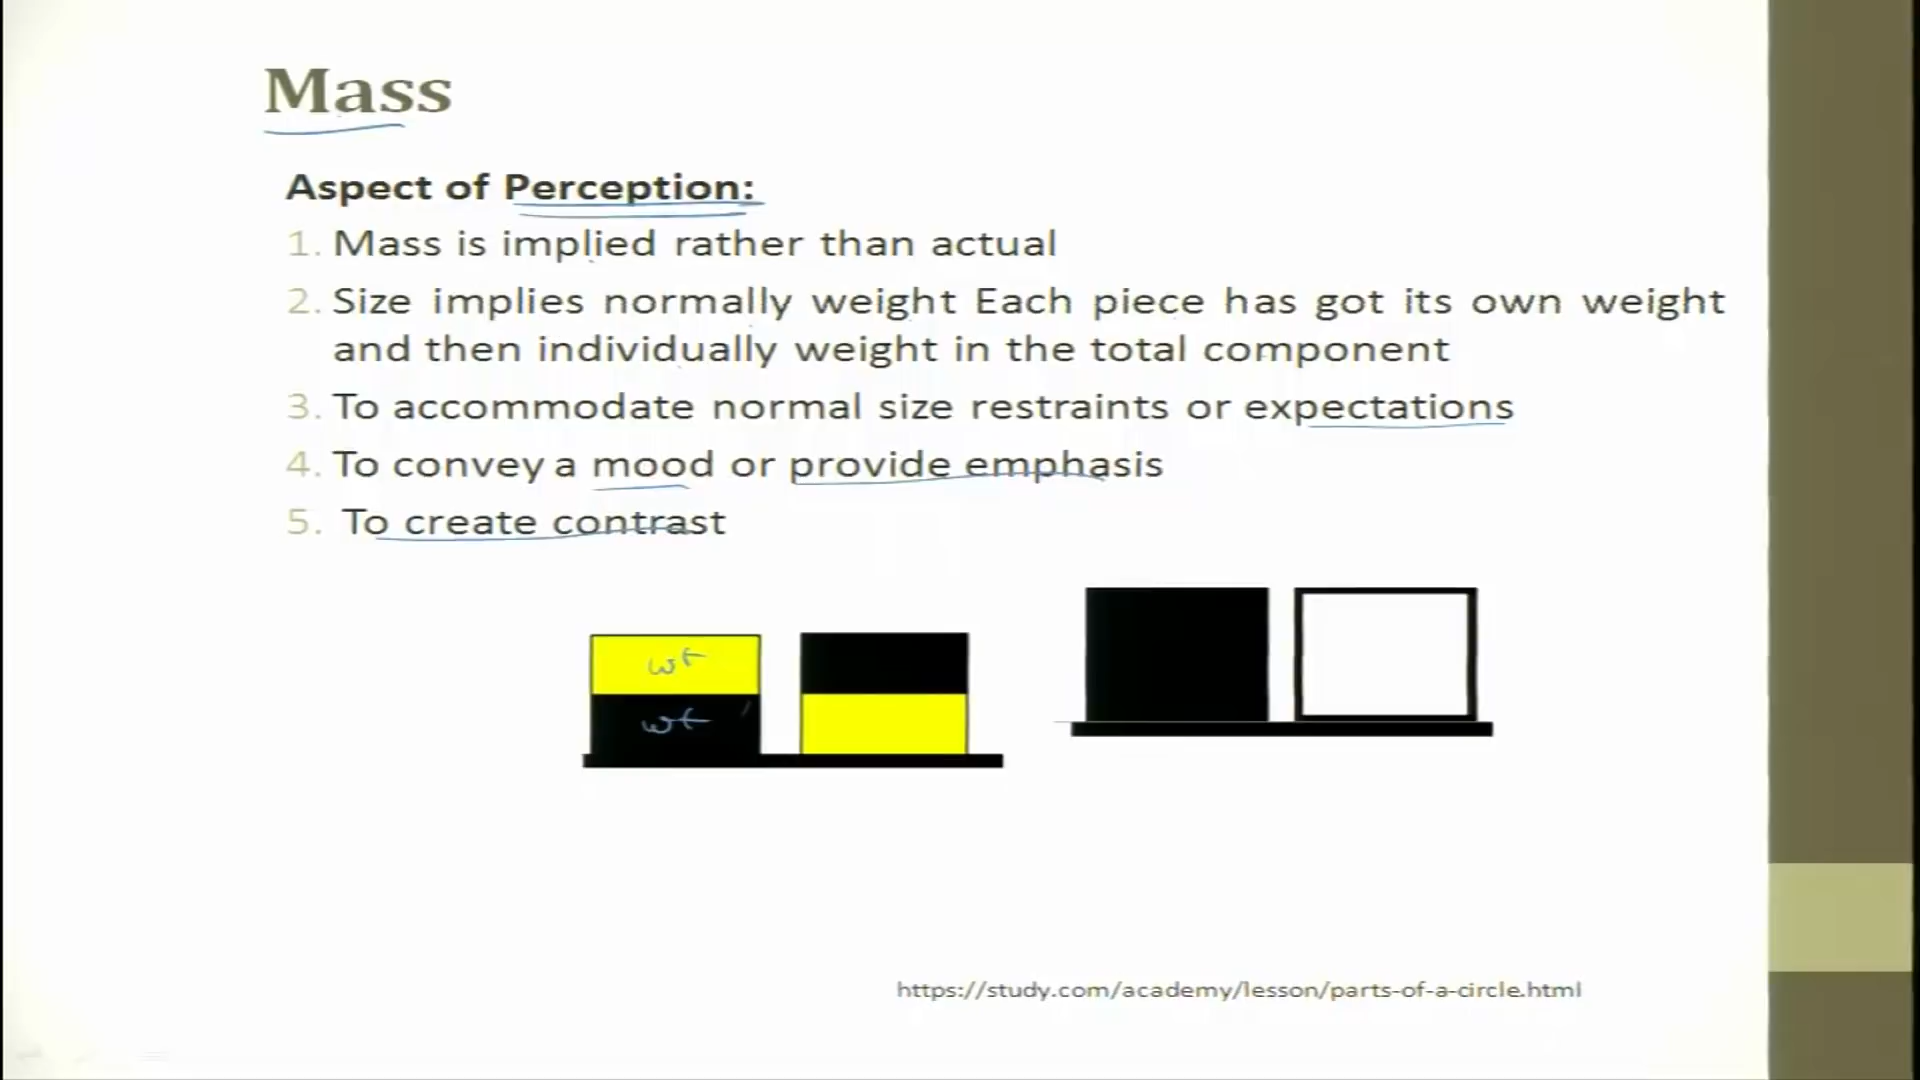 Mass
Aspect of Perception:
1. Mass is implied rather than actual
2. Size implies normally weight Each piece has got its own weight
and then individually weight in the total component
3. To accommodate normal size restraints or expectations
4. To convey a mood or provide emphasis
5. To create contrast
wt
wt
https://study.com/academy/lesson/parts-of-a-circle.html